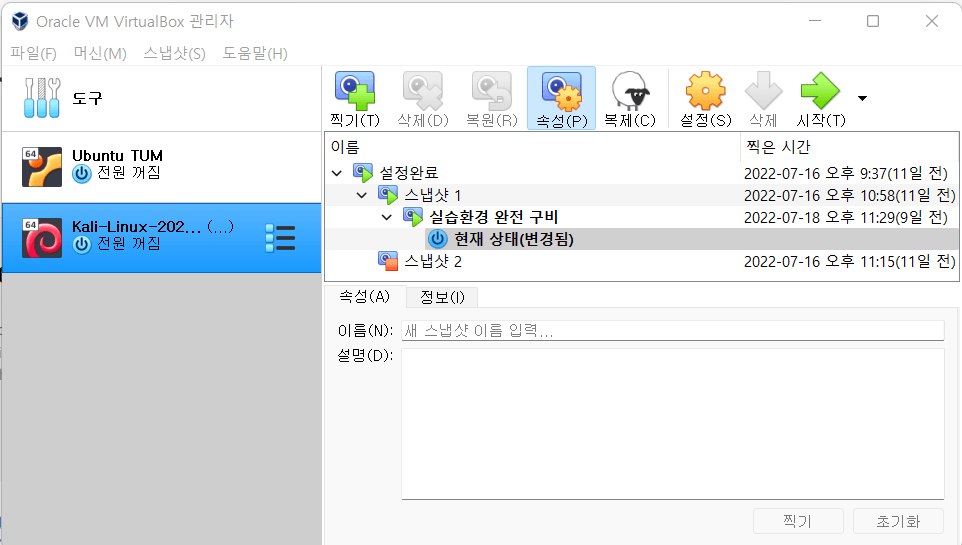 Oracle VM VirtualBox 관리자
파일(F) 머신(M) 스냅샷(S) 도움말(H)
도구
찍기(T) 삭제(D) 복원(R) 속성(P) 복제(C) 설정(S) 삭제 시작(T)
64 Ubuntu TUM
전원 꺼짐
64 Kali-Linux-202... (...)
전원 꺼짐
이름 찍은 시간
설정완료 2022-07-16 오후 9:37(11일 전)
스냅샷 1 2022-07-16 오후 10:58(11일 전)
실습환경 완전 구비 2022-07-18 오후 11:29(9일 전)
현재 상태(변경됨)
스냅샷 2 2022-07-16 오후 11:15(11일 전)
속성(A) 정보(I)
이름(N): 새 스냅샷 이름 입력...
설명(D):
찍기 초기화